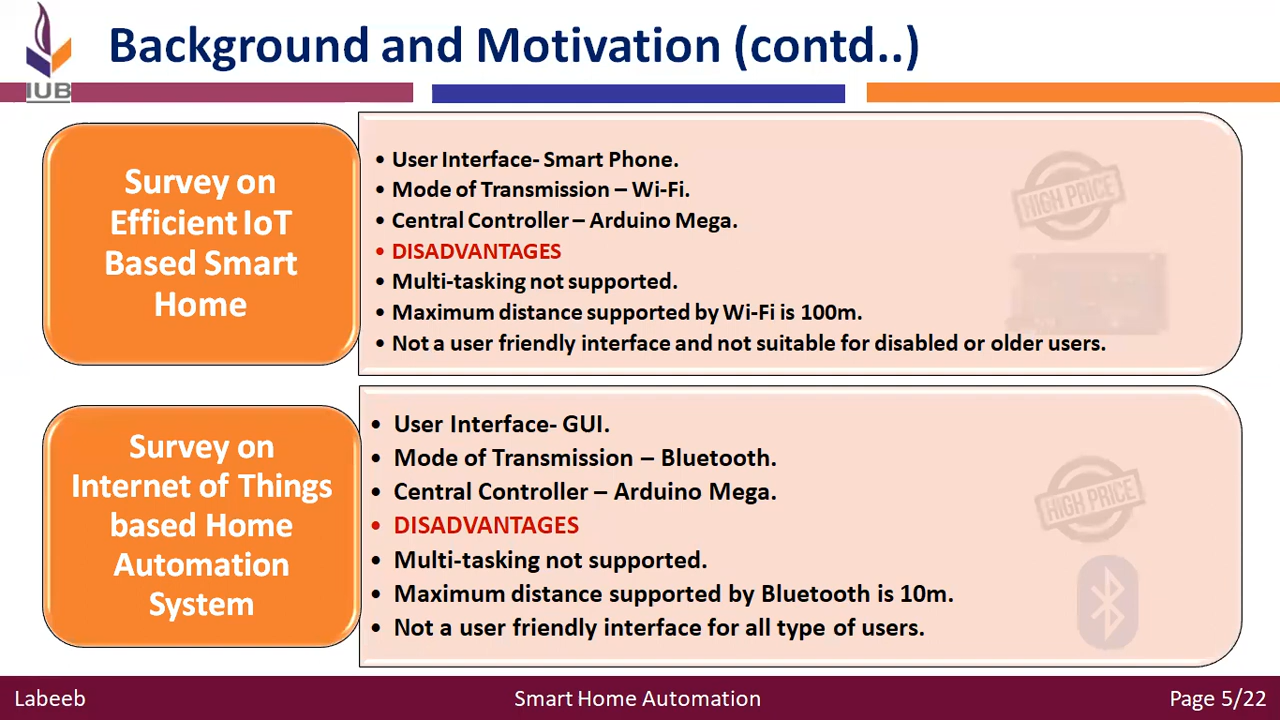 Background and Motivation (contd..)
IUB
Survey on
Efficient IoT
Based Smart
Home
• User Interface- Smart Phone.
• Mode of Transmission – Wi-Fi.
• Central Controller – Arduino Mega.
• DISADVANTAGES
• Multi-tasking not supported.
• Maximum distance supported by Wi-Fi is 100m.
• Not a user friendly interface and not suitable for disabled or older users.
HIGH PRICE
Survey on
Internet of Things
based Home
Automation
System
• User Interface- GUI.
• Mode of Transmission – Bluetooth.
• Central Controller – Arduino Mega.
• DISADVANTAGES
• Multi-tasking not supported.
• Maximum distance supported by Bluetooth is 10m.
• Not a user friendly interface for all type of users.
HIGH PRICE
Labeeb
Smart Home Automation
Page 5/22